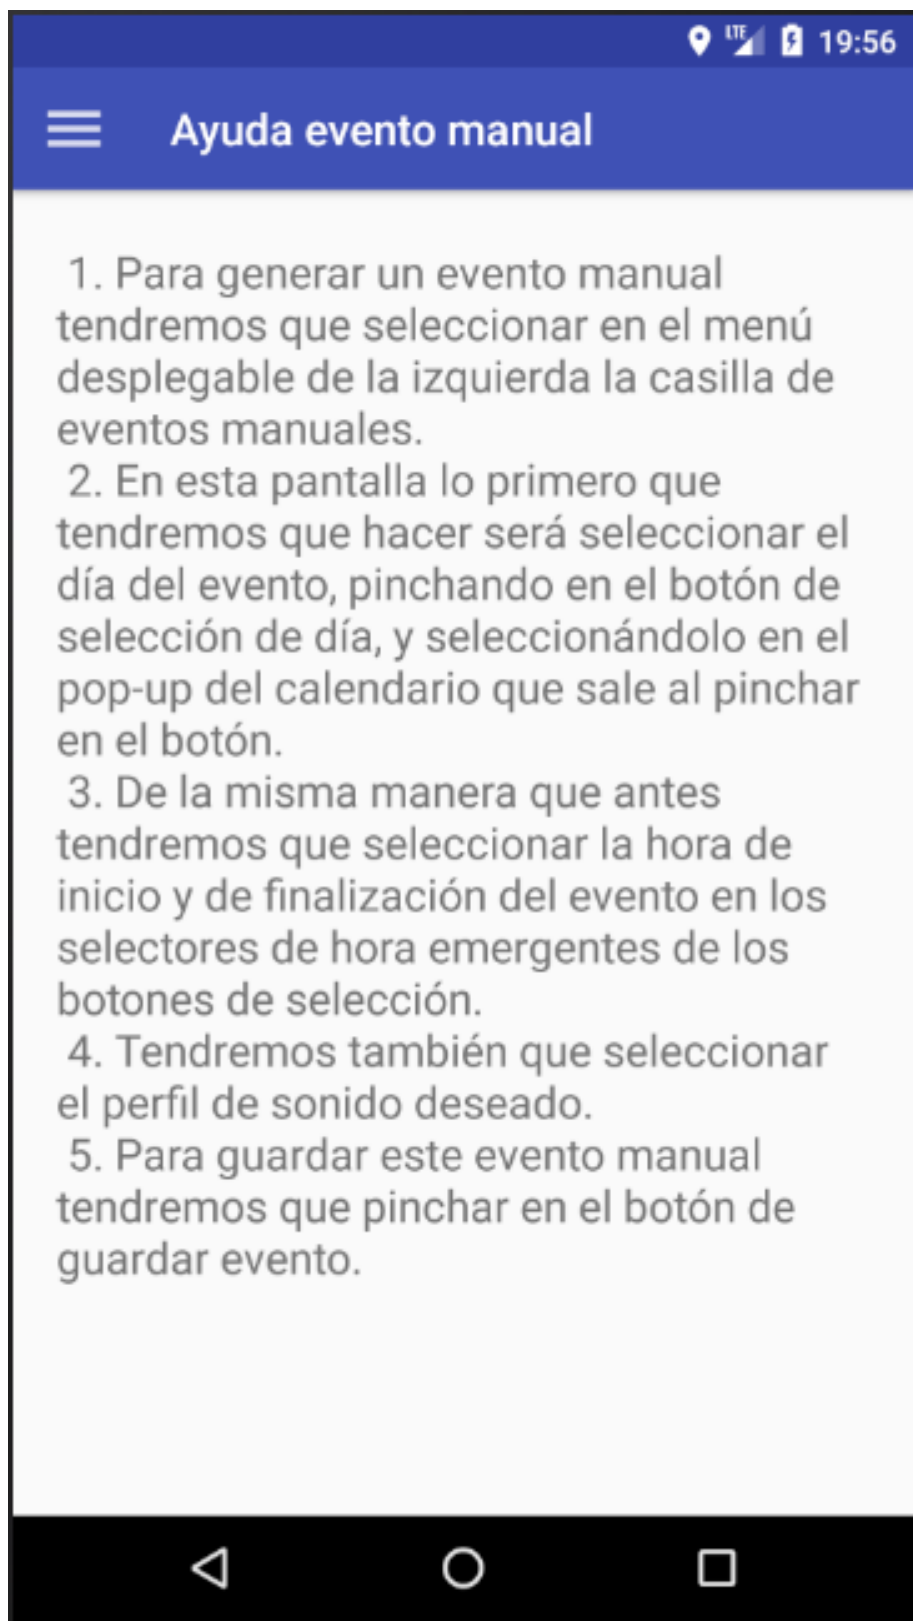 LTE 19:56
Ayuda evento manual
1. Para generar un evento manual
tendremos que seleccionar en el menú
desplegable de la izquierda la casilla de
eventos manuales.
2. En esta pantalla lo primero que
tendremos que hacer será seleccionar el
día del evento, pinchando en el botón de
selección de día, y seleccionándolo en el
pop-up del calendario que sale al pinchar
en el botón.
3. De la misma manera que antes
tendremos que seleccionar la hora de
inicio y de finalización del evento en los
selectores de hora emergentes de los
botones de selección.
4. Tendremos también que seleccionar
el perfil de sonido deseado.
5. Para guardar este evento manual
tendremos que pinchar en el botón de
guardar evento.